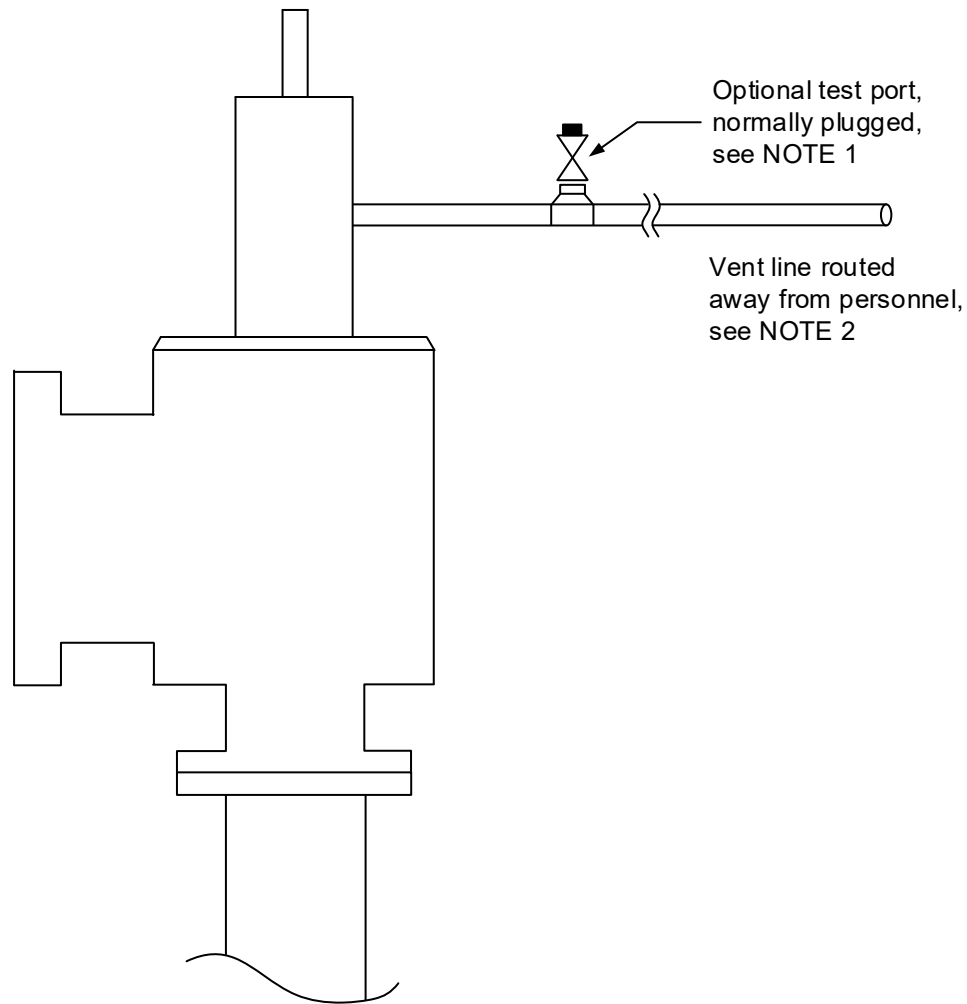 Optional test port,
normally plugged,
see NOTE 1
Vent line routed
away from personnel,
see NOTE 2